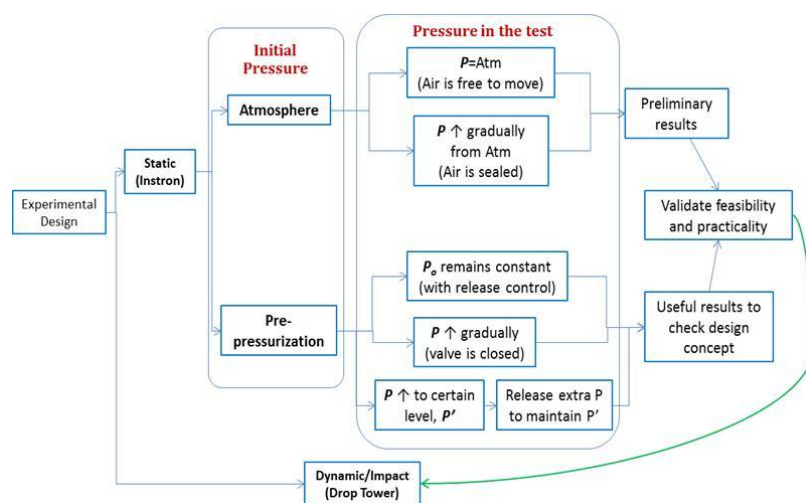 Initial
Pressure
Pressure in the test
P=Atm
(Air is free to move)
Atmosphere
P ↑ gradually
from Atm
(Air is sealed)
Preliminary
results
Static
(Instron)
Experimental
Design
Validate feasibility
and practicality
Pₒ remains constant
(with release control)
Pre-
pressurization
P ↑ gradually
(valve is closed)
Useful results to
check design
concept
P ↑ to certain
level, P'
Release extra P
to maintain P'
Dynamic/Impact
(Drop Tower)